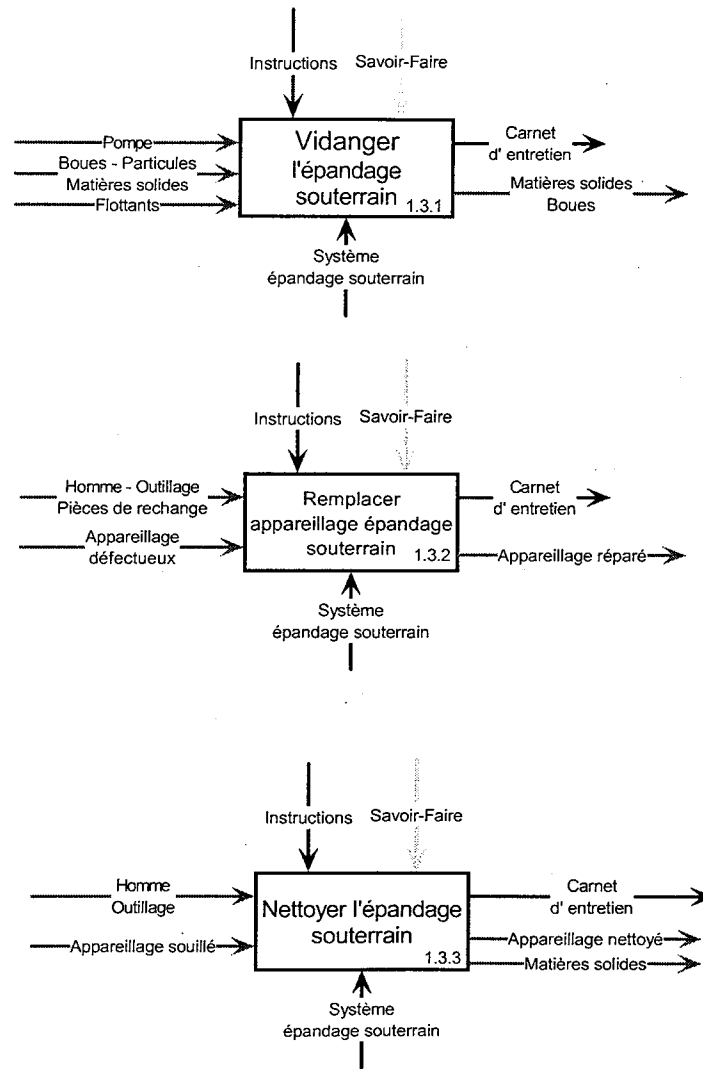 Instructions
Savoir-Faire
Pompe
Boues - Particules
Matières solides
Flottants
Vidanger
l'épandage
souterrain
1.3.1
Carnet
d' entretien
Matières solides
Boues
Système
épandage souterrain
Instructions
Savoir-Faire
Homme - Outillage
Pièces de rechange
Appareillage
défectueux
Remplacer
appareillage épandage
souterrain
1.3.2
Carnet
d' entretien
Appareillage réparé
Système
épandage souterrain
Instructions
Savoir-Faire
Homme
Outillage
Appareillage souillé
Nettoyer l'épandage
souterrain
1.3.3
Carnet
d' entretien
Appareillage nettoyé
Matières solides
Système
épandage souterrain